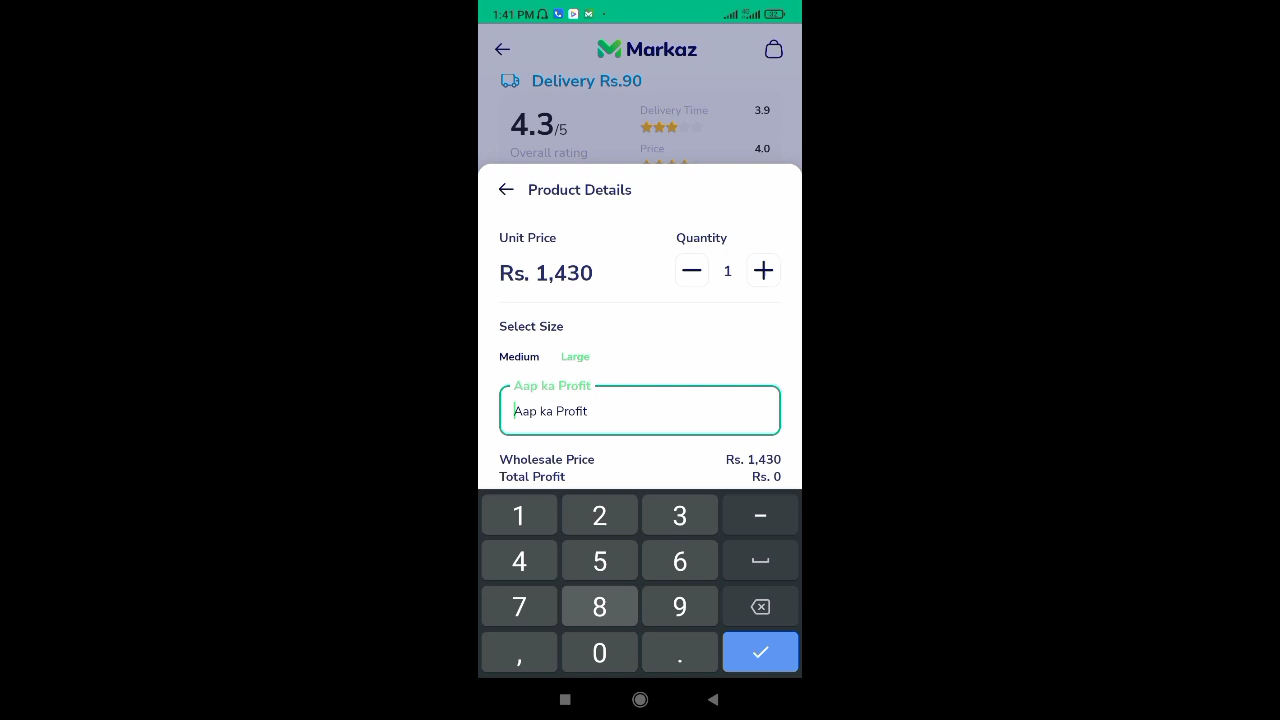 1:41 PM
4G
82
Markaz
Delivery Rs.90
4.3/5
Overall rating
Delivery Time 3.9
Price 4.0
Product Details
Unit Price
Rs. 1,430
Quantity
1
Select Size
Medium Large
Aap ka Profit
Aap ka Profit
Wholesale Price Rs. 1,430
Total Profit Rs. 0
1 2 3 -
4 5 6
7 8 9
, 0 .